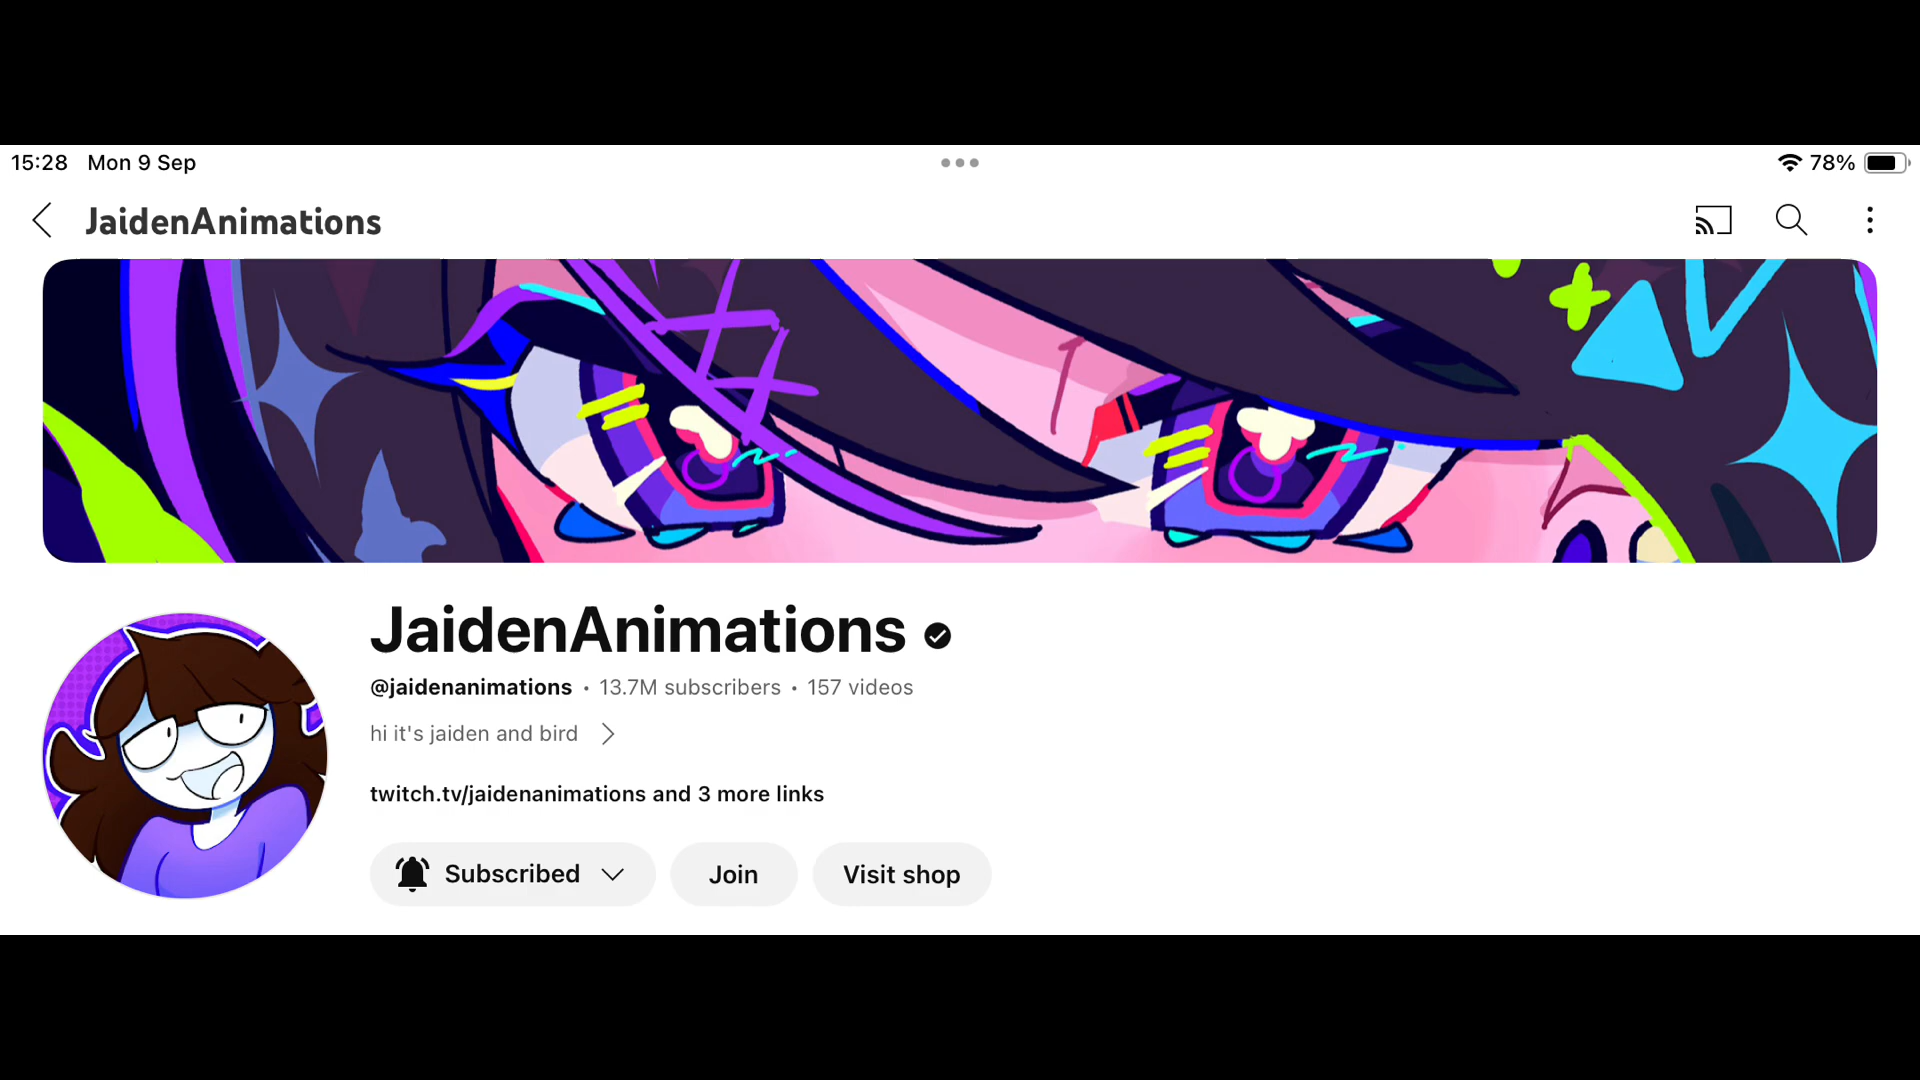 15:28 Mon 9 Sep 78%
JaidenAnimations
JaidenAnimations
@jaidenanimations • 13.7M subscribers • 157 videos
hi it's jaiden and bird
twitch.tv/jaidenanimations and 3 more links
Subscribed Join Visit shop